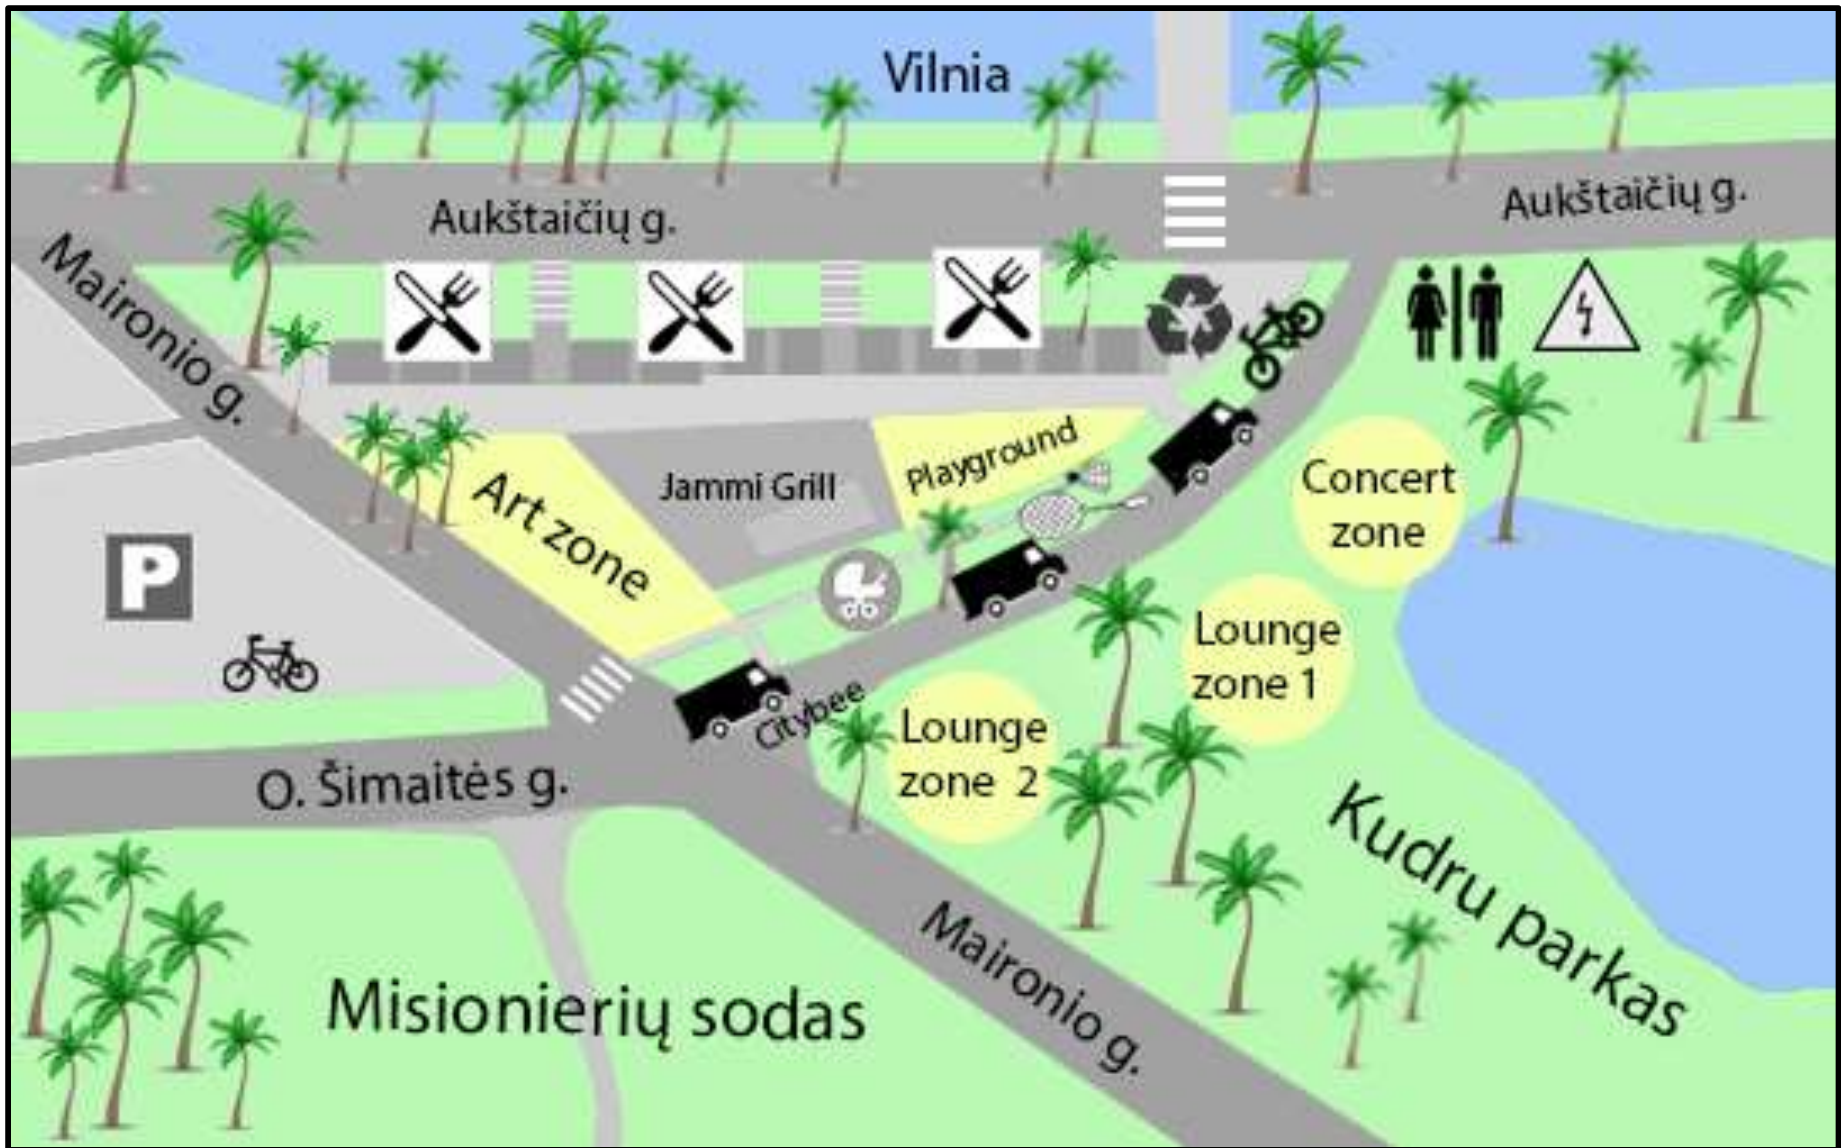 Vilnia
Aukštaičių g.
Aukštaičių g.
Maironio g.
Playground
Jammi Grill
Concert
zone
Art zone
P
Lounge
zone 1
Citybee
Lounge
zone 2
O. Šimaitės g.
Kudru parkas
Maironio g.
Misionierių sodas